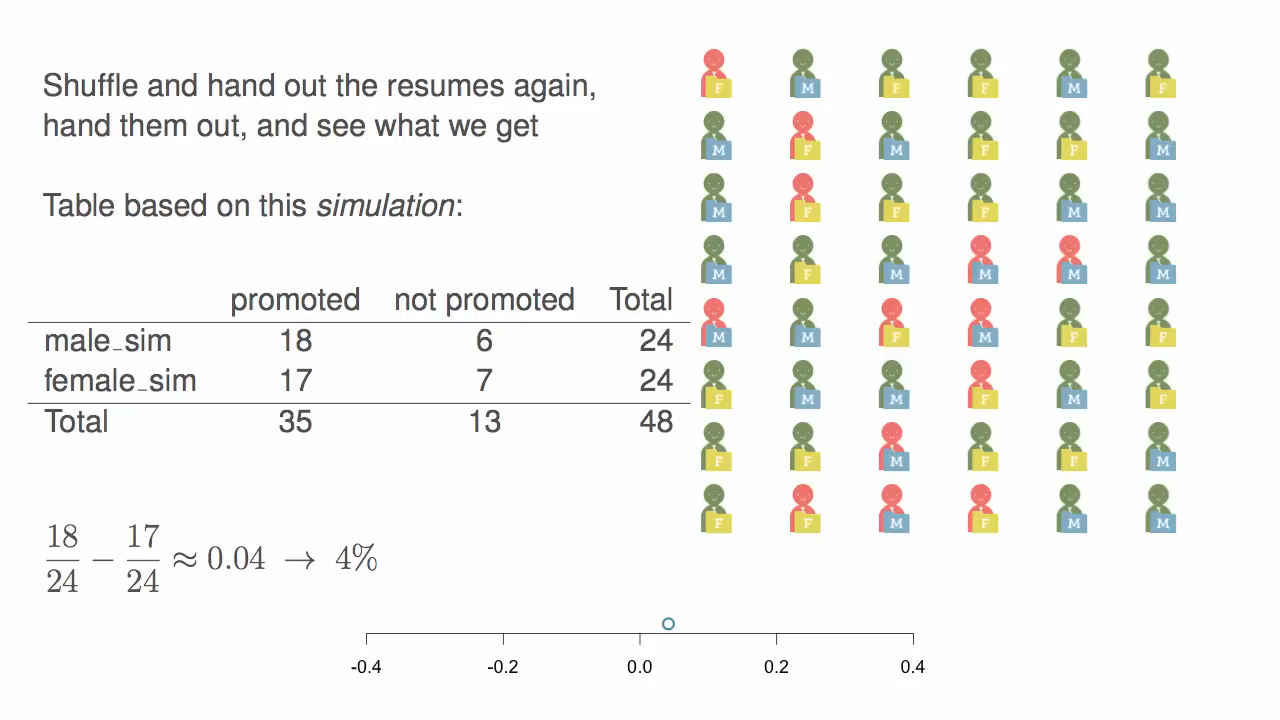 Shuffle and hand out the resumes again,
hand them out, and see what we get
Table based on this simulation:
promoted not promoted Total
male_sim 18 6 24
female_sim 17 7 24
Total 35 13 48
18/24 − 17/24 ≈ 0.04 → 4%
F M F F M F
M F M F F M
M F F F M M
M F M M M M
M M F M F F
F M M F M F
F F M F F M
F F M F M M
-0.4 -0.2 0.0 0.2 0.4